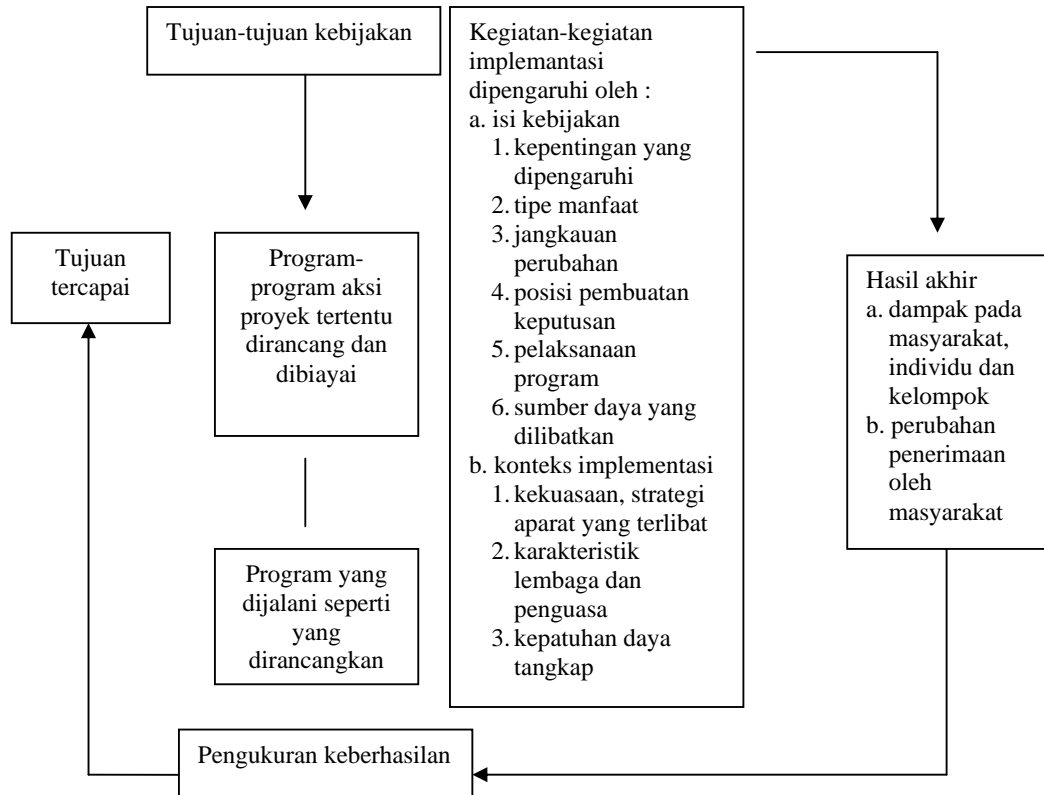 Tujuan-tujuan kebijakan
Kegiatan-kegiatan
implemantasi
dipengaruhi oleh :
a. isi kebijakan
1. kepentingan yang
dipengaruhi
2. tipe manfaat
3. jangkauan
perubahan
4. posisi pembuatan
keputusan
5. pelaksanaan
program
6. sumber daya yang
dilibatkan
b. konteks implementasi
1. kekuasaan, strategi
aparat yang terlibat
2. karakteristik
lembaga dan
penguasa
3. kepatuhan daya
tangkap
Tujuan
tercapai
Program-
program aksi
proyek tertentu
dirancang dan
dibiayai
Hasil akhir
a. dampak pada
masyarakat,
individu dan
kelompok
b. perubahan
penerimaan
oleh
masyarakat
Program yang
dijalani seperti
yang
dirancangkan
Pengukuran keberhasilan